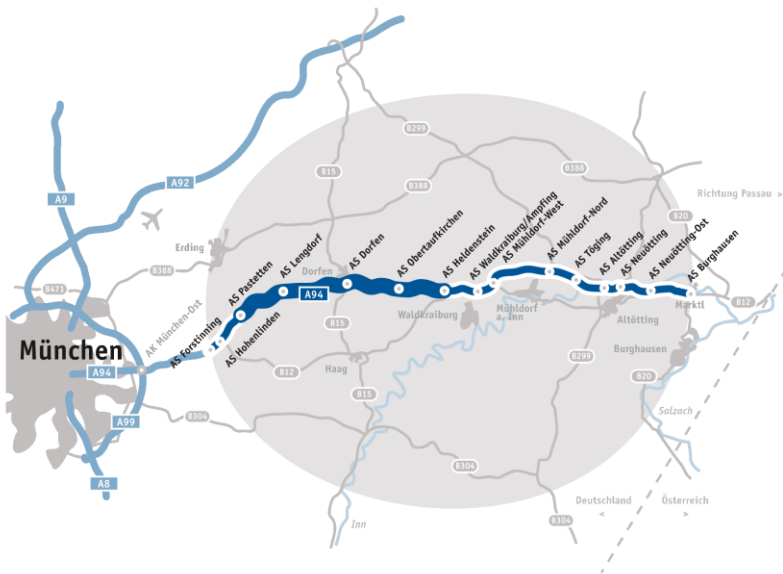 B299
B15
B388
A92
B388
Richtung Passau
A9
B20
Erding
B388
B471
AS Pastetten
AS Lengdorf
Dorfen
AS Dorfen
AS Obertaufkirchen
AS Heldenstein
AS Waldkraiburg/Ampfing
AS Mühldorf-West
AS Mühldorf-Nord
AS Töging
AS Altötting
AS Neuötting
AS Neuötting-Ost
AS Burghausen
A94
Marktl
B12
AK München-Ost
AS Forstinning
AS Hohenlinden
B15
Waldkraiburg
Mühldorf
a. Inn
Altötting
München
A94
B12
Haag
B299
Burghausen
B20
B15
B304
A99
Salzach
B304
A8
Deutschland
Österreich
Inn
B304